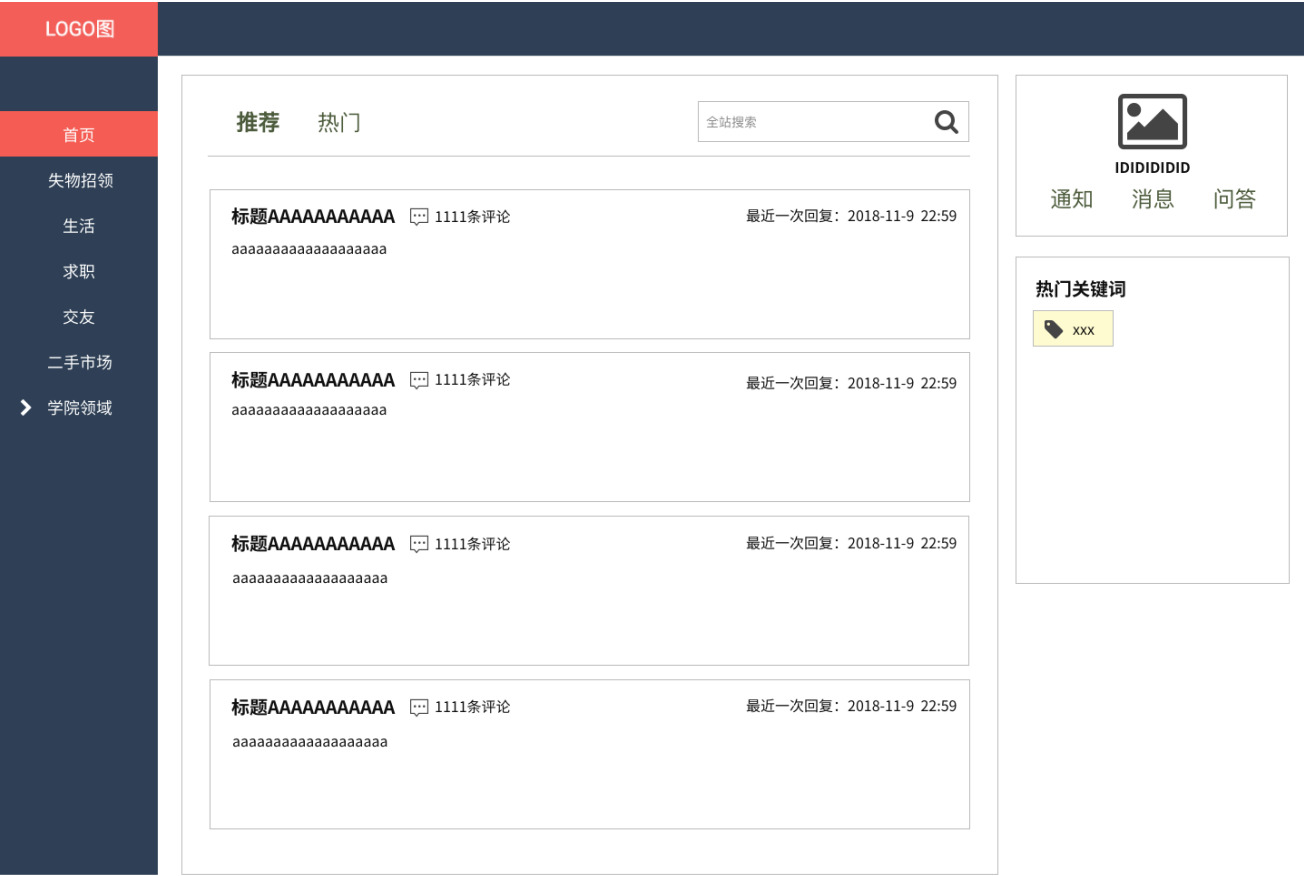 LOGO图
首页
失物招领
生活
求职
交友
二手市场
学院领域
推荐 热门
全站搜索
标题AAAAAAAAAAA 1111条评论 最近一次回复：2018-11-9 22:59
aaaaaaaaaaaaaaaaaaa
标题AAAAAAAAAAA 1111条评论 最近一次回复：2018-11-9 22:59
aaaaaaaaaaaaaaaaaaa
标题AAAAAAAAAAA 1111条评论 最近一次回复：2018-11-9 22:59
aaaaaaaaaaaaaaaaaaa
标题AAAAAAAAAAA 1111条评论 最近一次回复：2018-11-9 22:59
aaaaaaaaaaaaaaaaaaa
IDIDIDIDID
通知 消息 问答
热门关键词
xxx